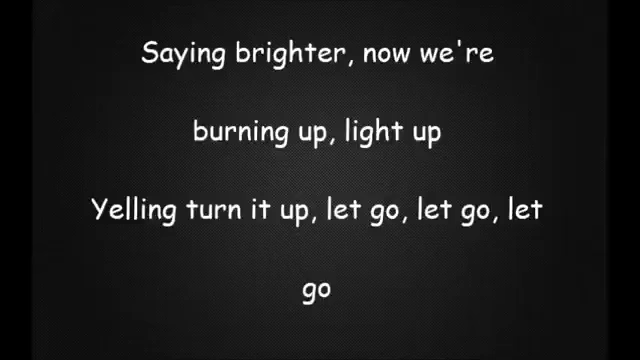 Saying brighter, now we're
burning up, light up
Yelling turn it up, let go, let go, let
go